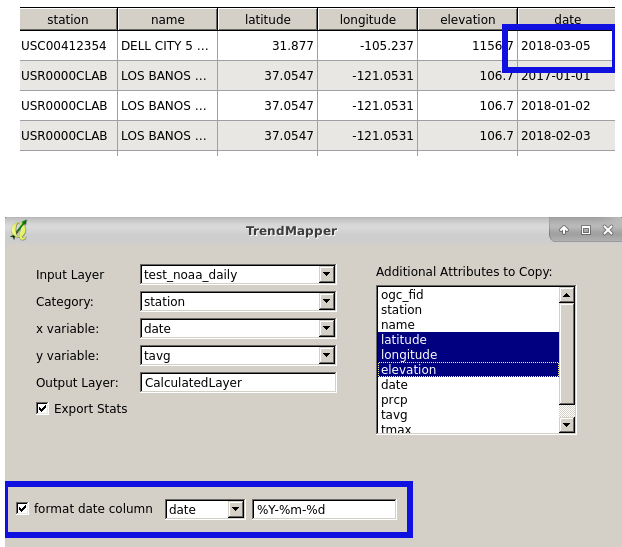 station name latitude longitude elevation date
USC00412354 DELL CITY 5 ... 31.877 -105.237 1156.7 2018-03-05
USR0000CLAB LOS BANOS ... 37.0547 -121.0531 106.7 2017-01-01
USR0000CLAB LOS BANOS ... 37.0547 -121.0531 106.7 2018-01-02
USR0000CLAB LOS BANOS ... 37.0547 -121.0531 106.7 2018-02-03
TrendMapper
Input Layer test_noaa_daily
Category: station
x variable: date
y variable: tavg
Output Layer: CalculatedLayer
Export Stats
Additional Attributes to Copy:
ogc_fid
station
name
latitude
longitude
elevation
date
prcp
tavg
tmax
format date column date %Y-%m-%d